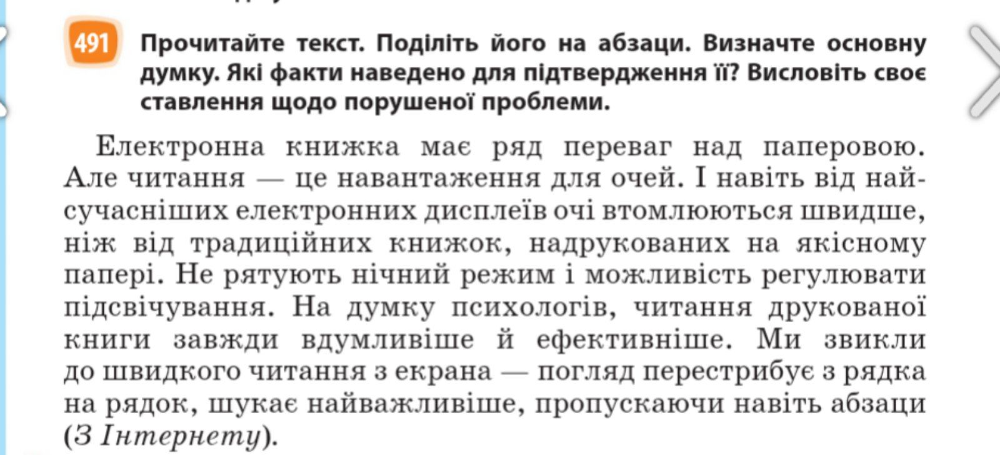 491
Прочитайте текст. Поділіть його на абзаци. Визначте основну
думку. Які факти наведено для підтвердження її? Висловіть своє
ставлення щодо порушеної проблеми.
Електронна книжка має ряд переваг над паперовою.
Але читання — це навантаження для очей. І навіть від най-
сучасніших електронних дисплеїв очі втомлюються швидше,
ніж від традиційних книжок, надрукованих на якісному
папері. Не рятують нічний режим і можливість регулювати
підсвічування. На думку психологів, читання друкованої
книги завжди вдумливіше й ефективніше. Ми звикли
до швидкого читання з екрана — погляд перестрибує з рядка
на рядок, шукає найважливіше, пропускаючи навіть абзаци
(З Інтернету).